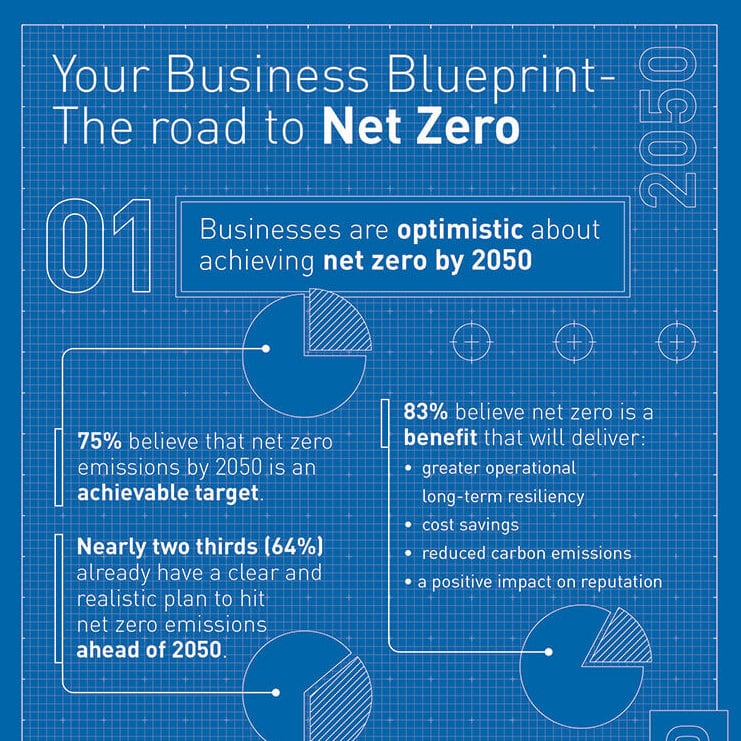 Your Business Blueprint-
The road to Net Zero
2050
01
Businesses are optimistic about
achieving net zero by 2050
75% believe that net zero
emissions by 2050 is an
achievable target.
Nearly two thirds (64%)
already have a clear and
realistic plan to hit
net zero emissions
ahead of 2050.
83% believe net zero is a
benefit that will deliver:
• greater operational
long-term resiliency
• cost savings
• reduced carbon emissions
• a positive impact on reputation